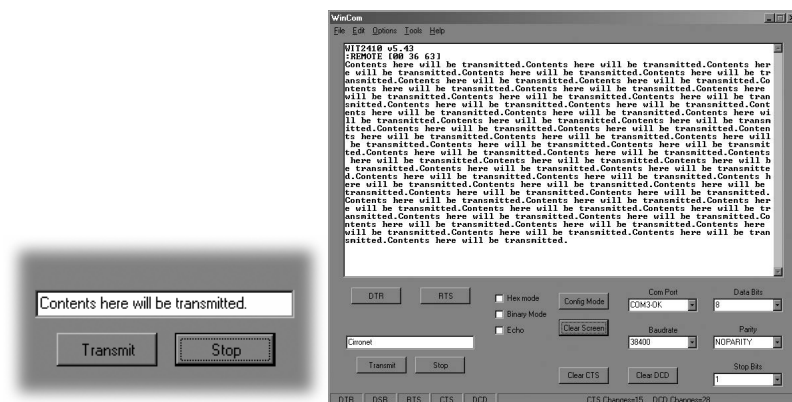 Contents here will be transmitted.
Transmit Stop
WinCom
File Edit Options Tools Help
WIT2410 v5.43
:REMOTE [00 36 63]
Contents here will be transmitted.Contents here will be transmitted.Contents her
e will be transmitted.Contents here will be transmitted.Contents here will be tr
ansmitted.Contents here will be transmitted.Contents here will be transmitted.Co
ntents here will be transmitted.Contents here will be transmitted.Contents here
will be transmitted.Contents here will be transmitted.Contents here will be tran
smitted.Contents here will be transmitted.Contents here will be transmitted.Cont
ents here will be transmitted.Contents here will be transmitted.Contents here wi
ll be transmitted.Contents here will be transmitted.Contents here will be transm
itted.Contents here will be transmitted.Contents here will be transmitted.Conten
ts here will be transmitted.Contents here will be transmitted.Contents here will
be transmitted.Contents here will be transmitted.Contents here will be transmit
ted.Contents here will be transmitted.Contents here will be transmitted.Contents
here will be transmitted.Contents here will be transmitted.Contents here will b
e transmitted.Contents here will be transmitted.Contents here will be transmitte
d.Contents here will be transmitted.Contents here will be transmitted.Contents h
ere will be transmitted.Contents here will be transmitted.Contents here will be
transmitted.Contents here will be transmitted.Contents here will be transmitted.
Contents here will be transmitted.Contents here will be transmitted.Contents her
e will be transmitted.Contents here will be transmitted.Contents here will be tr
ansmitted.Contents here will be transmitted.Contents here will be transmitted.Co
ntents here will be transmitted.Contents here will be transmitted.Contents here
will be transmitted.Contents here will be transmitted.Contents here will be tran
smitted.Contents here will be transmitted.
DTR RTS Hex mode Config Mode Com Port Data Bits
COM3-OK 8
Binary Mode
Echo Clear Screen Baudrate Parity
Cirronet 38400 NOPARITY
Transmit Stop Clear CTS Clear DCD Stop Bits
1
DTR DSR RTS CTS DCD CTS Changes=15 DCD Changes=28